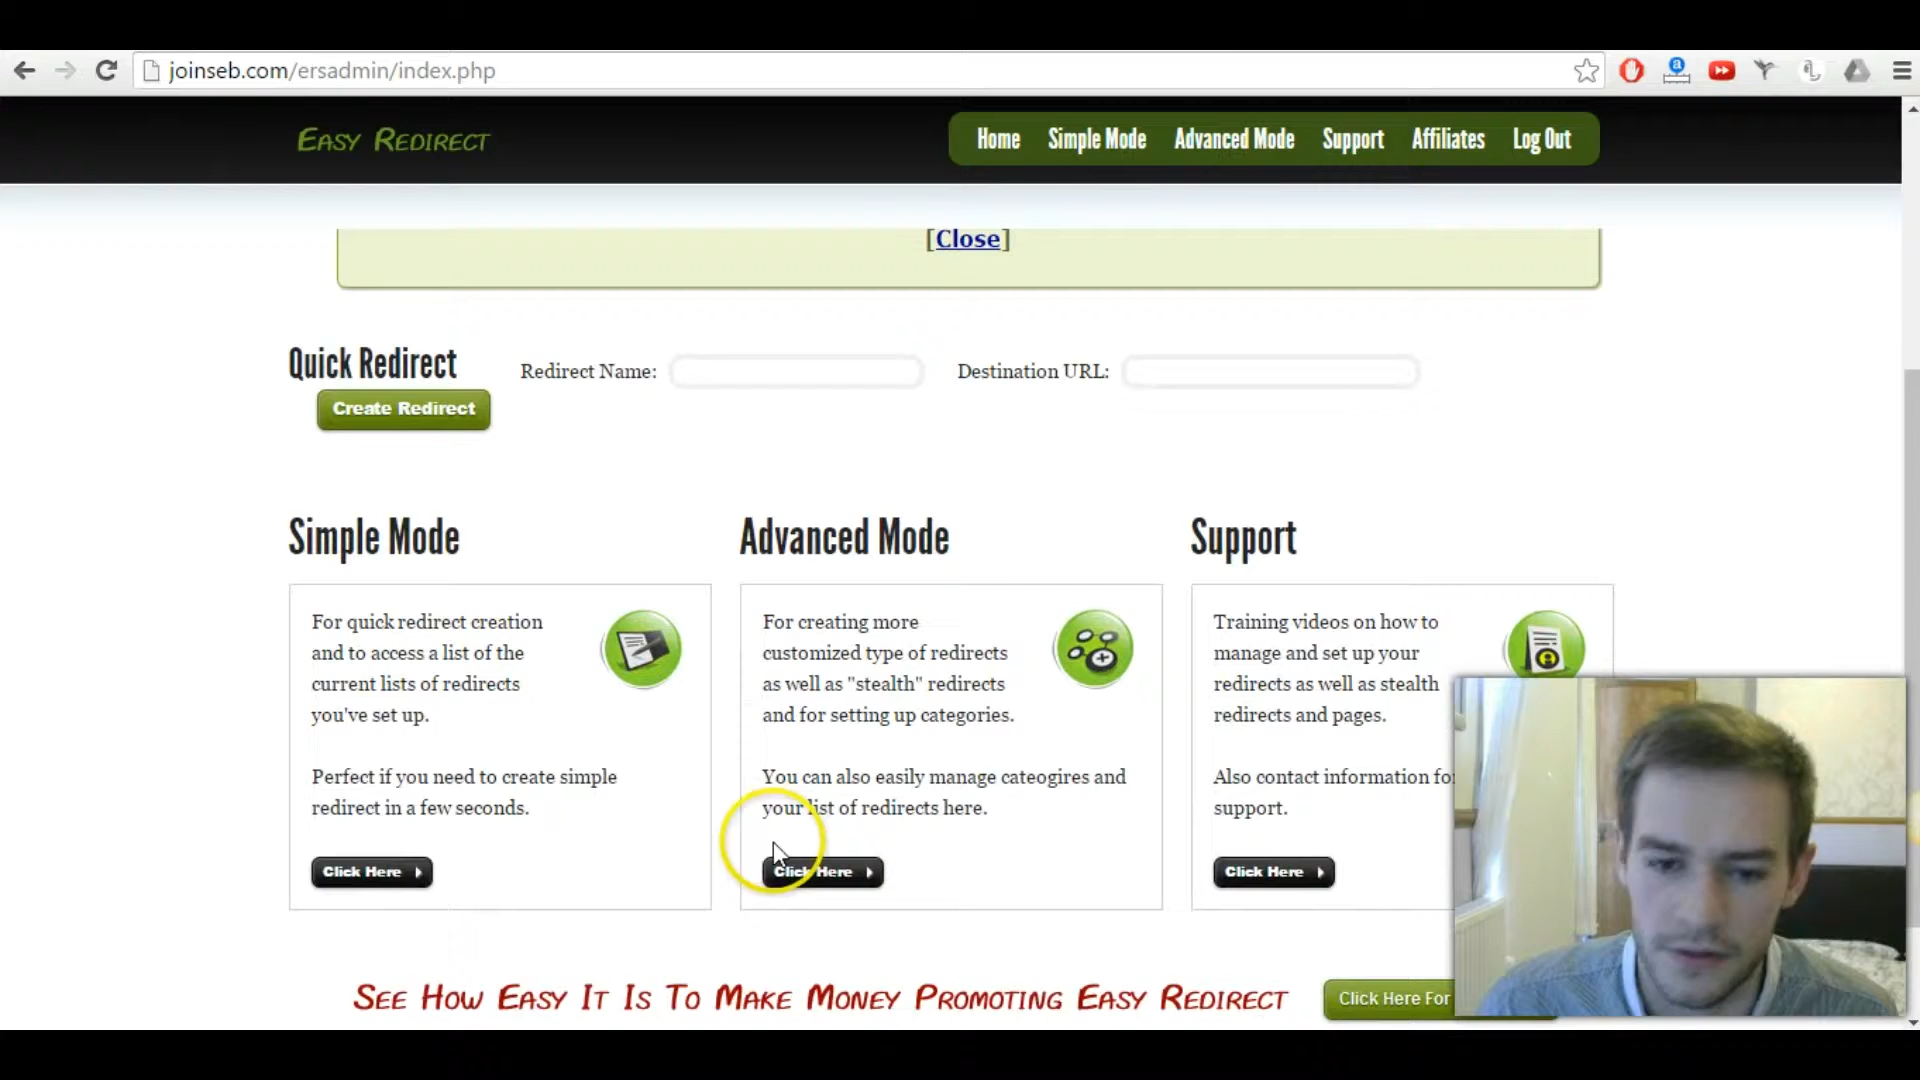 joinseb.com/ersadmin/index.php
Easy Redirect
Home Simple Mode Advanced Mode Support Affiliates Log Out
[Close]
Quick Redirect
Redirect Name:
Destination URL:
Create Redirect
Simple Mode
For quick redirect creation
and to access a list of the
current lists of redirects
you've set up.
Perfect if you need to create simple
redirect in a few seconds.
Click Here
Advanced Mode
For creating more
customized type of redirects
as well as "stealth" redirects
and for setting up categories.
You can also easily manage cateogires and
your list of redirects here.
Click Here
Support
Training videos on how to
manage and set up your
redirects as well as stealth
redirects and pages.
Also contact information for
support.
Click Here
See How Easy It Is To Make Money Promoting Easy Redirect
Click Here For